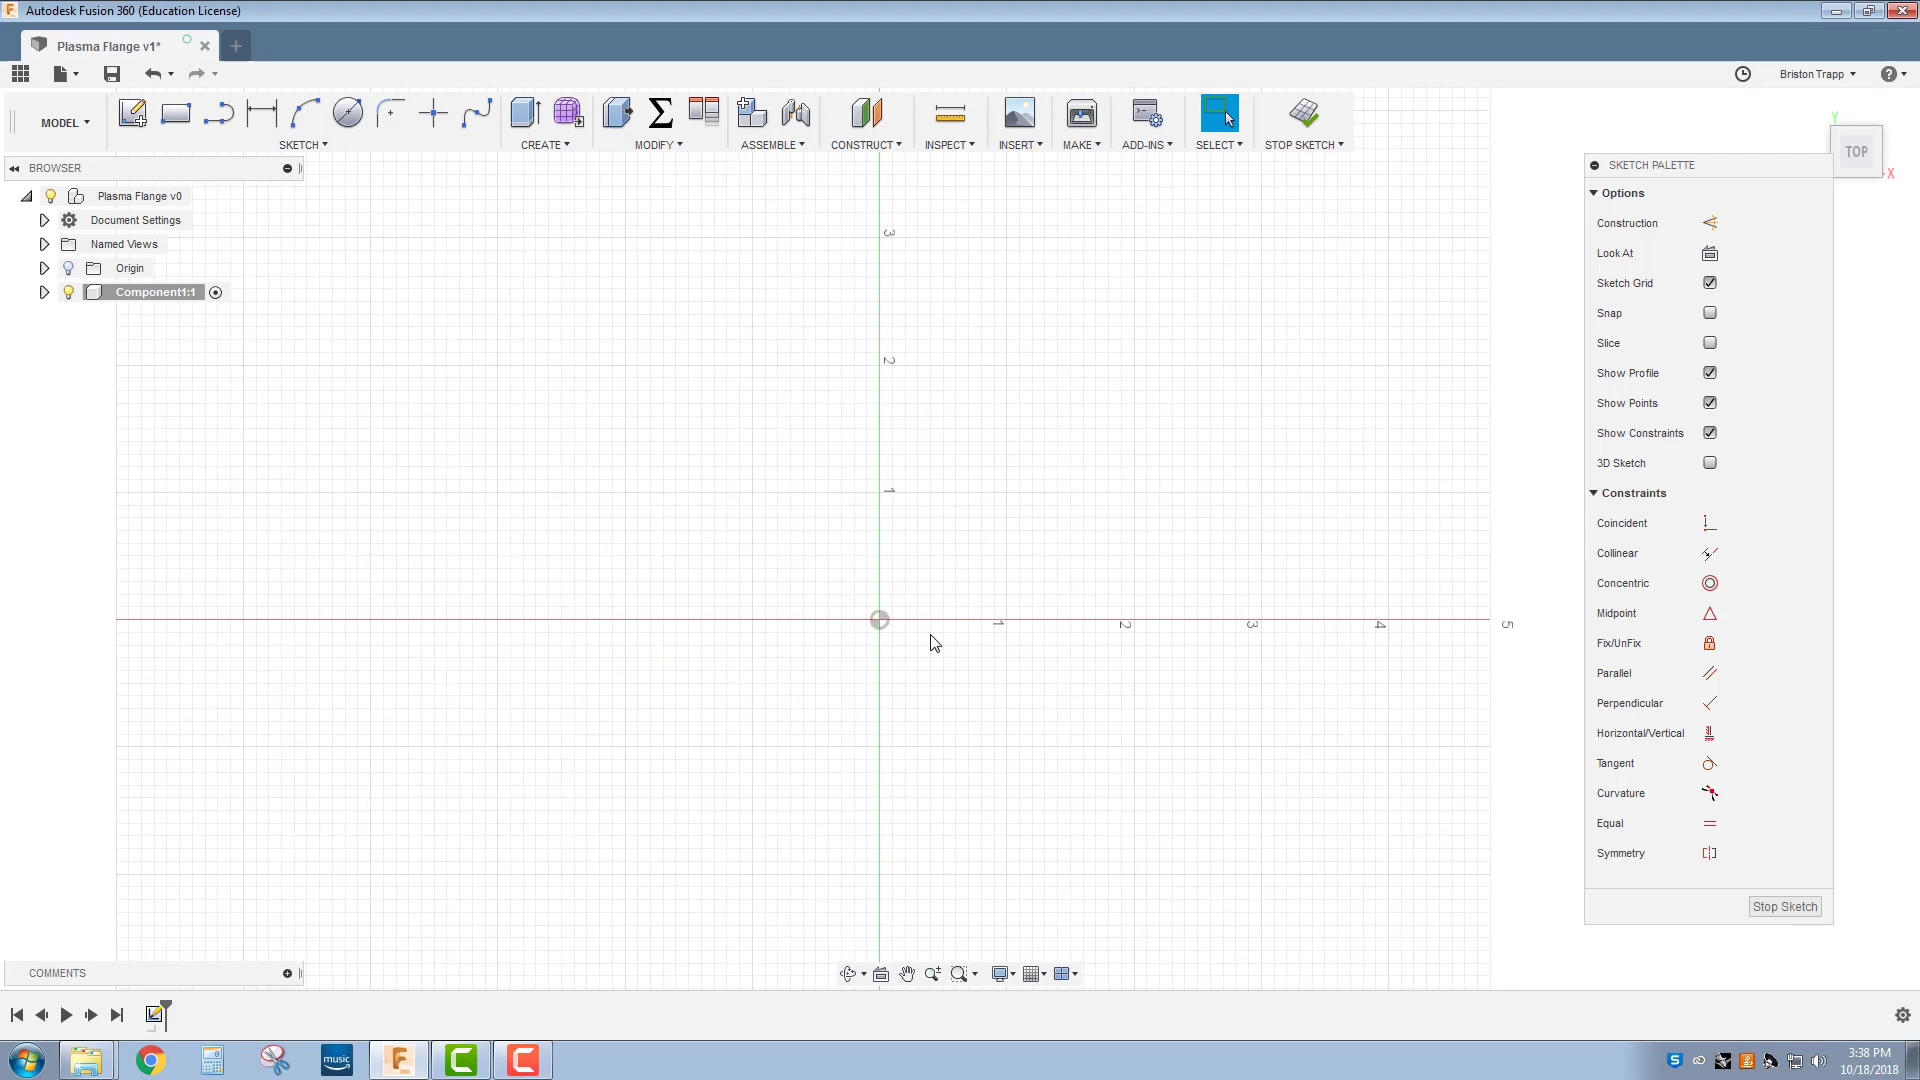 Autodesk Fusion 360 (Education License)
Plasma Flange v1*
Briston Trapp
MODEL
SKETCH
CREATE
MODIFY
ASSEMBLE
CONSTRUCT
INSPECT
INSERT
MAKE
ADD-INS
SELECT
STOP SKETCH
TOP
Y
X
BROWSER
Plasma Flange v0
Document Settings
Named Views
Origin
Component1:1
3
2
1
1
2
3
4
5
SKETCH PALETTE
Options
Construction
Look At
Sketch Grid
Snap
Slice
Show Profile
Show Points
Show Constraints
3D Sketch
Constraints
Coincident
Collinear
Concentric
Midpoint
Fix/UnFix
Parallel
Perpendicular
Horizontal/Vertical
Tangent
Curvature
Equal
Symmetry
Stop Sketch
COMMENTS
music
3:38 PM
10/18/2018